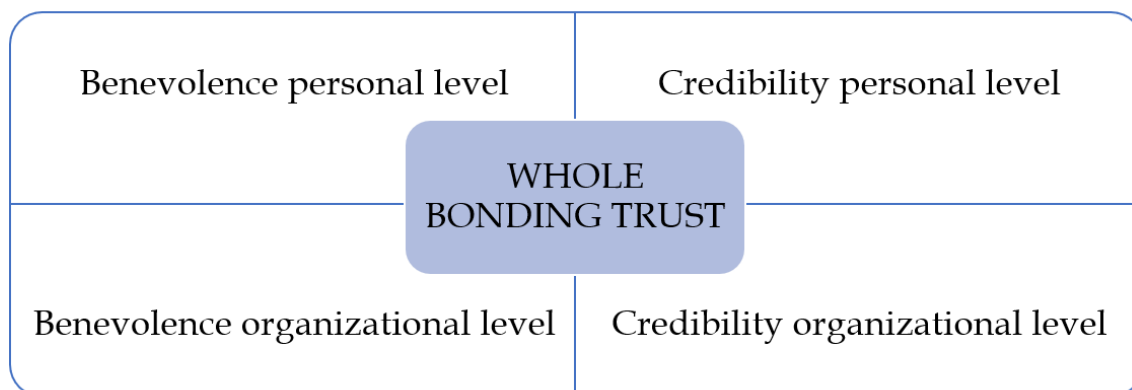 Benevolence personal level
Credibility personal level
WHOLE
BONDING TRUST
Benevolence organizational level
Credibility organizational level